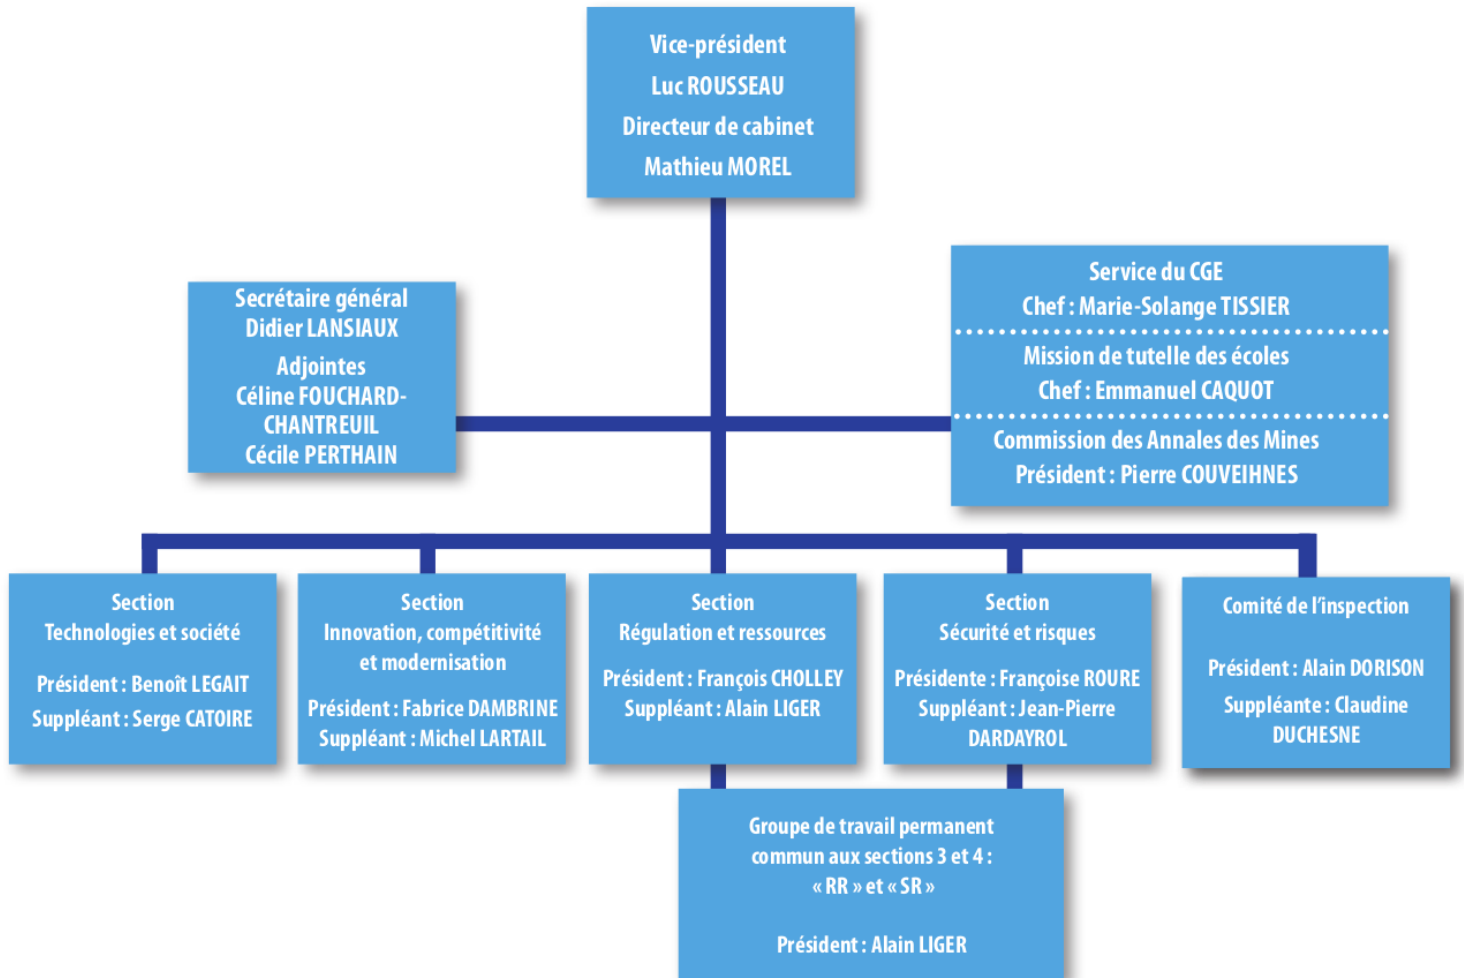 Vice-président
Luc ROUSSEAU
Directeur de cabinet
Mathieu MOREL
Secrétaire général
Didier LANSIAUX
Adjointes
Céline FOUCHARD-
CHANTREUIL
Cécile PERTHAIN
Service du CGE
Chef : Marie-Solange TISSIER
Mission de tutelle des écoles
Chef : Emmanuel CAQUOT
Commission des Annales des Mines
Président : Pierre COUVEIHNES
Section
Technologies et société
Président : Benoît LEGAIT
Suppléant : Serge CATOIRE
Section
Innovation, compétitivité
et modernisation
Président : Fabrice DAMBRINE
Suppléant : Michel LARTAIL
Section
Régulation et ressources
Président : François CHOLLEY
Suppléant : Alain LIGER
Section
Sécurité et risques
Présidente : Françoise ROURE
Suppléant : Jean-Pierre
DARDAYROL
Comité de l’inspection
Président : Alain DORISON
Suppléante : Claudine
DUCHESNE
Groupe de travail permanent
commun aux sections 3 et 4 :
« RR » et « SR »
Président : Alain LIGER